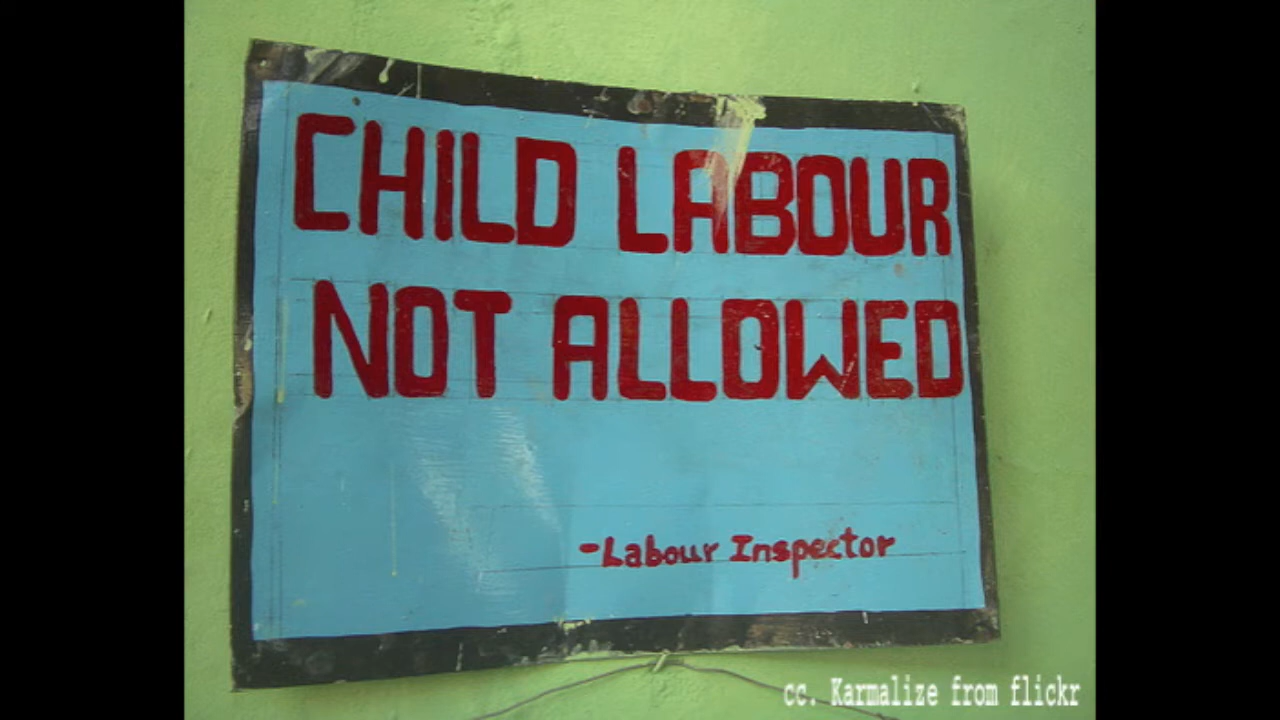 CHILD LABOUR
NOT ALLOWED
-Labour Inspector
cc. Karmalize from flickr